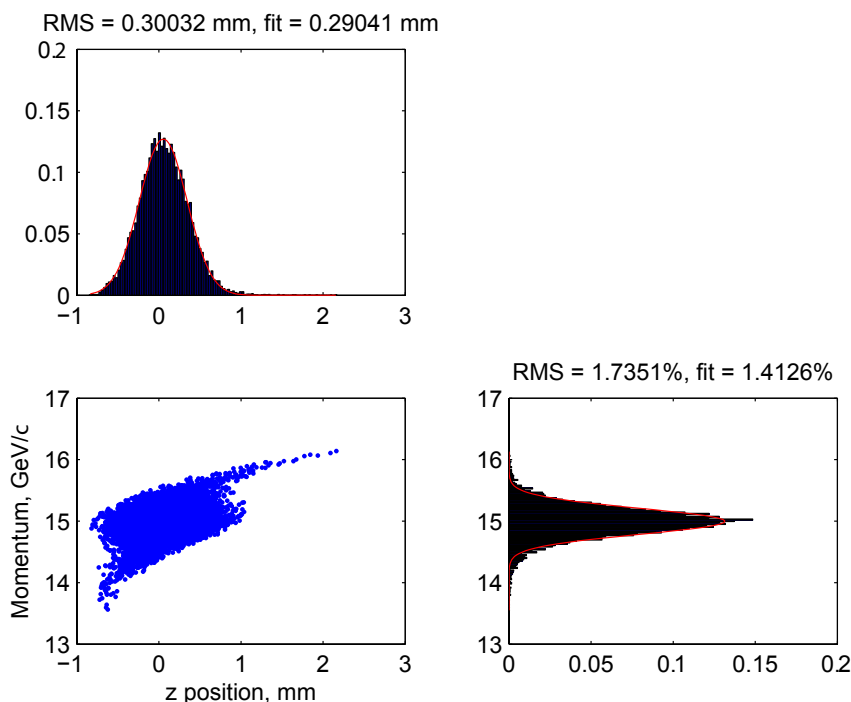 RMS = 0.30032 mm, fit = 0.29041 mm
0.2
0.15
0.1
0.05
0
−1 0 1 2 3
RMS = 1.7351%, fit = 1.4126%
17
16
15
14
13
Momentum, GeV/c
−1 0 1 2 3
z position, mm
17
16
15
14
13
0 0.05 0.1 0.15 0.2